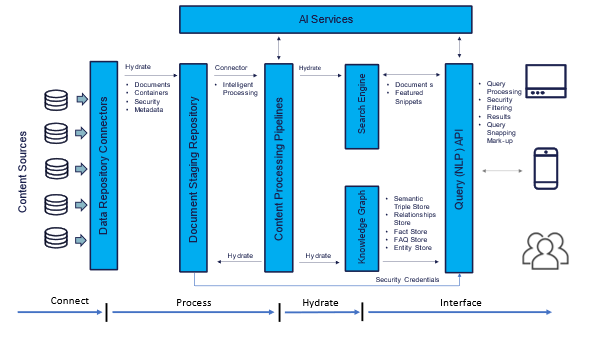 AI Services
Content Sources
Data Repository Connectors
Hydrate
Documents
Containers
Security
Metadata
Document Staging Repository
Connector
Intelligent
Processing
Content Processing Pipelines
Hydrate
Search Engine
Document s
Featured
Snippets
Query (NLP) API
Query
Processing
Security
Filtering
Results
Query
Snapping
Mark-up
Knowledge Graph
Semantic
Triple Store
Relationships
Store
Fact Store
FAQ Store
Entity Store
Hydrate
Hydrate
Security Credentials
Connect
Process
Hydrate
Interface